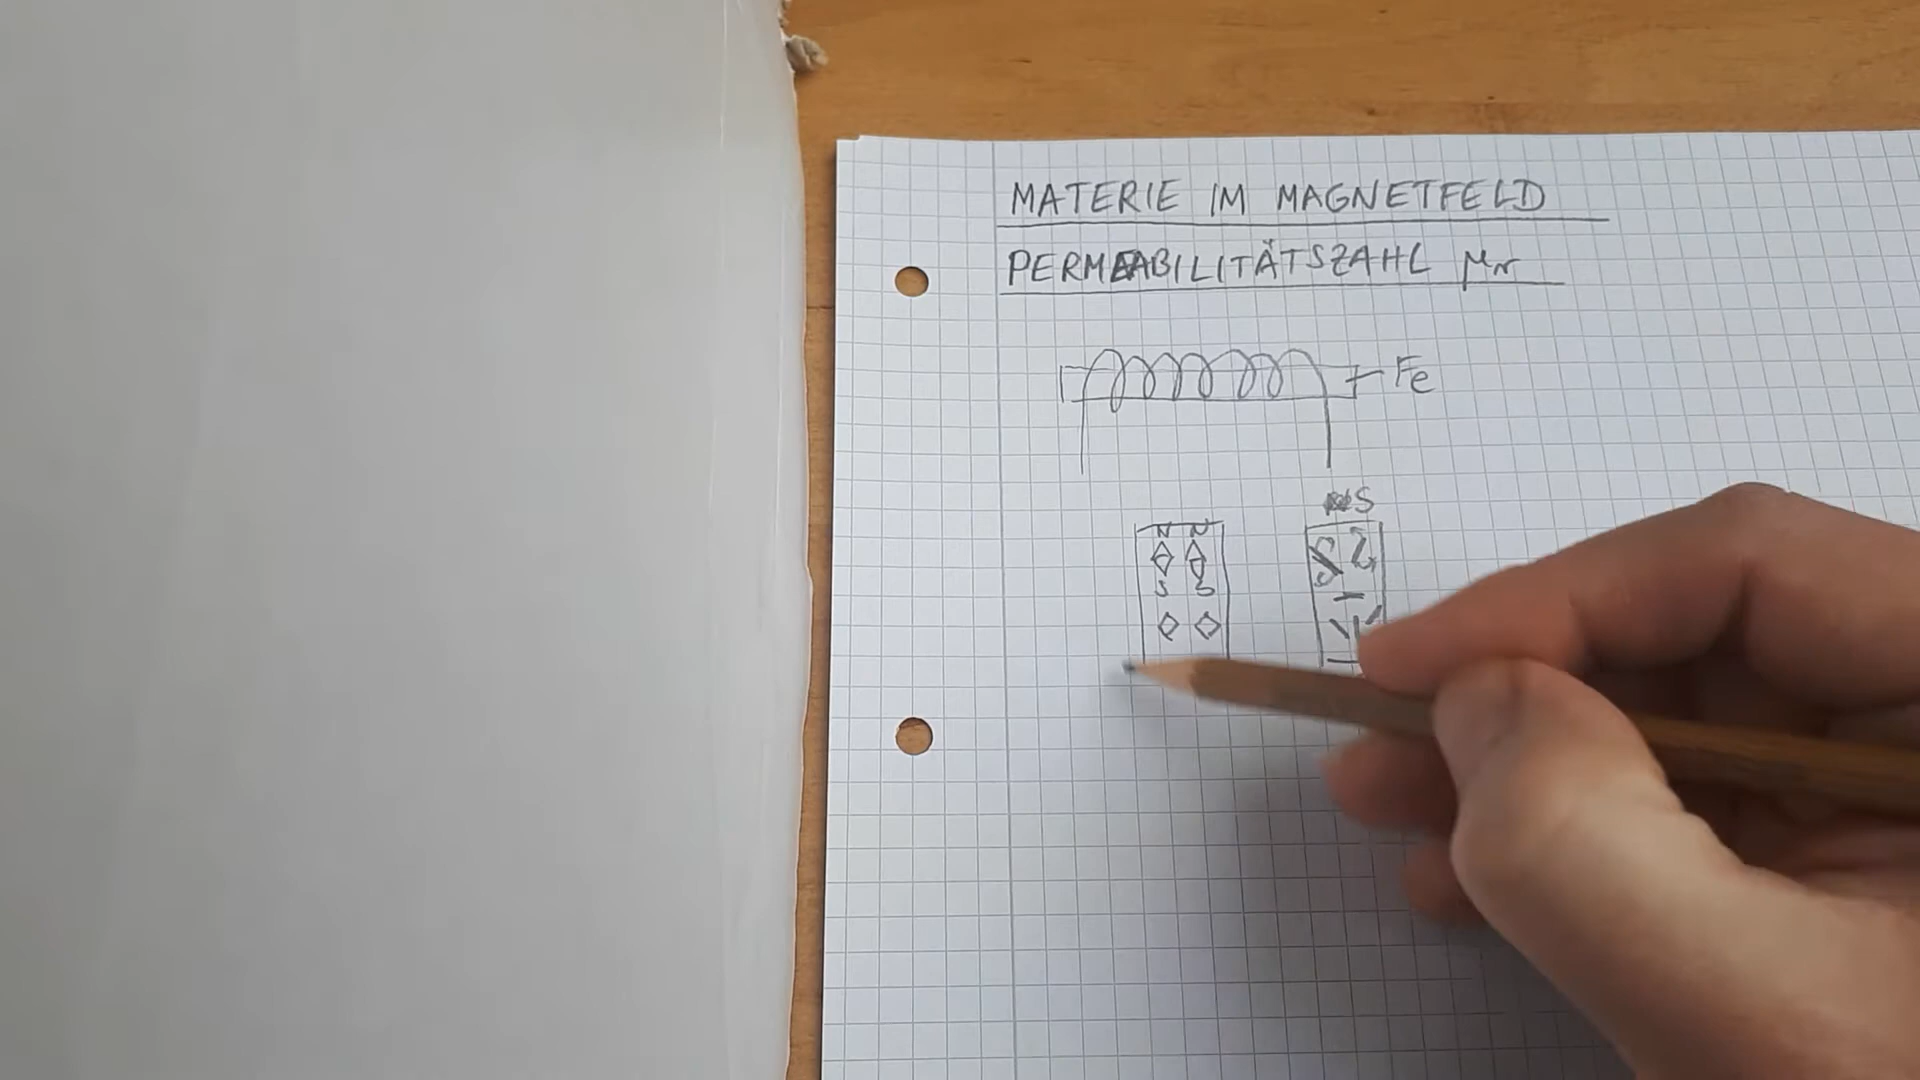 MATERIE IM MAGNETFELD
PERMEABILITÄTSZAHL μr
Fe
S
N N
S S